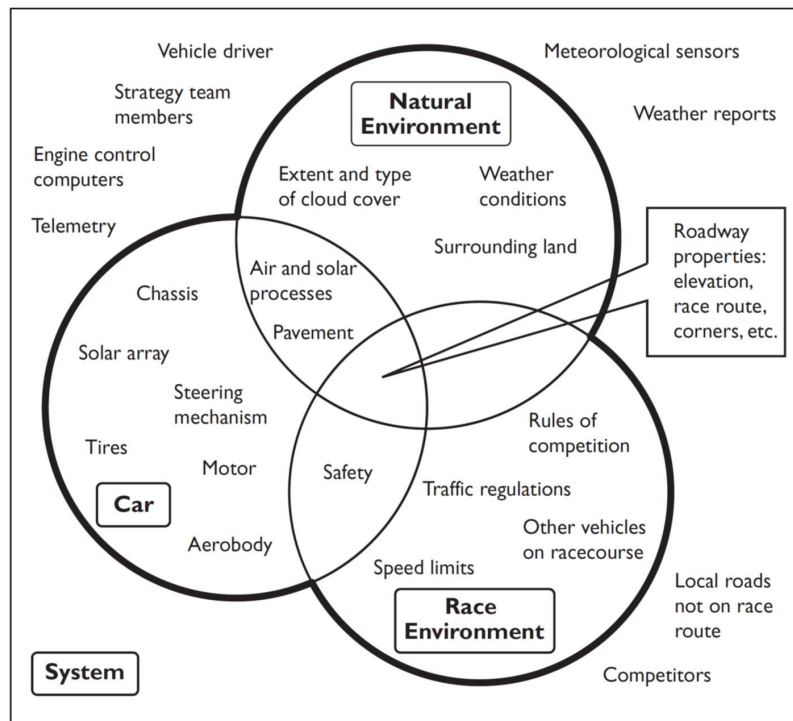 Vehicle driver
Meteorological sensors
Strategy team
members
Natural
Environment
Weather reports
Engine control
computers
Extent and type
of cloud cover
Weather
conditions
Telemetry
Surrounding land
Roadway
properties:
elevation,
race route,
corners, etc.
Air and solar
processes
Chassis
Pavement
Solar array
Steering
mechanism
Rules of
competition
Tires
Motor
Safety
Traffic regulations
Car
Other vehicles
on racecourse
Aerobody
Speed limits
Race
Environment
Local roads
not on race
route
System
Competitors